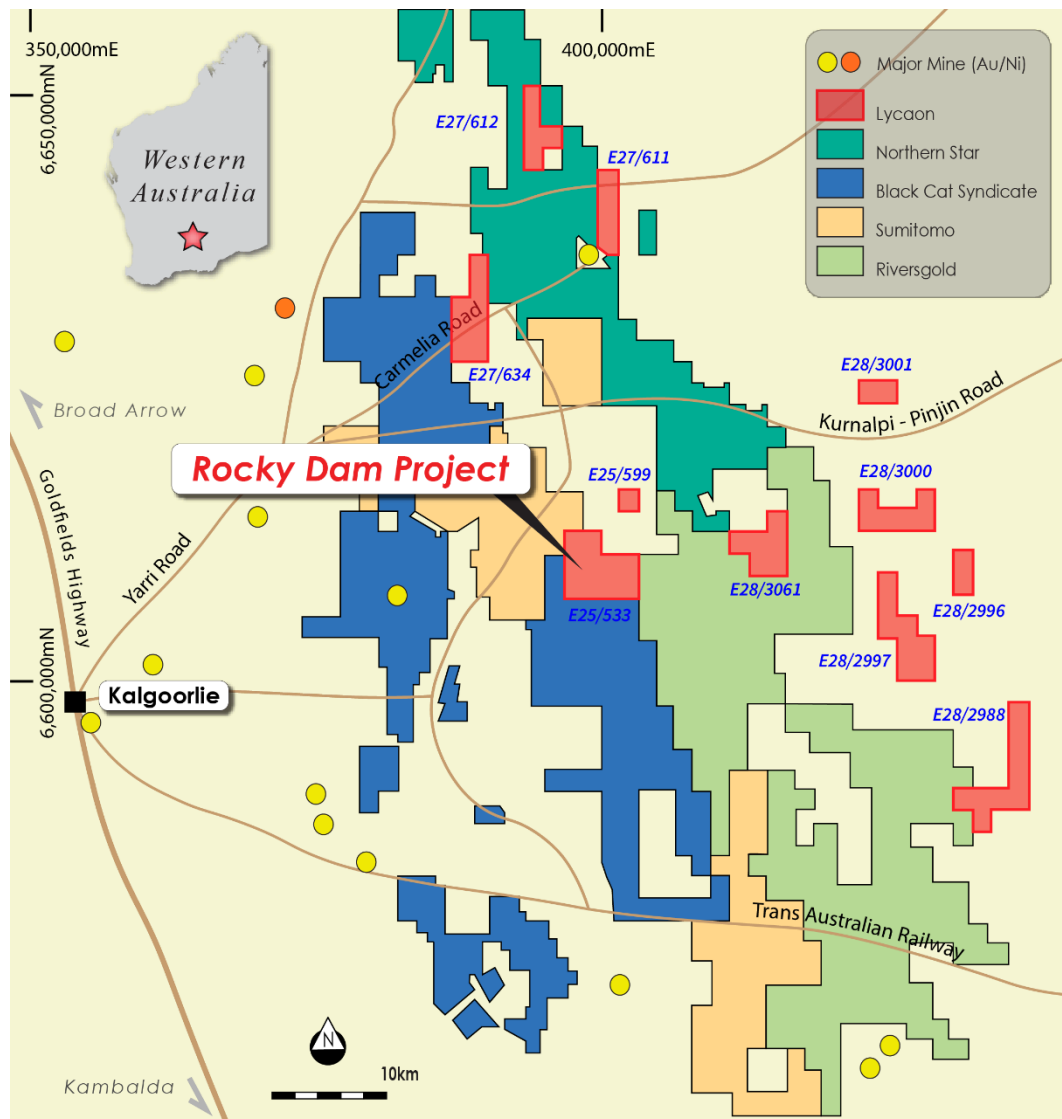 350,000mE
400,000mE
6,650,000mN
6,600,000mN
Western
Australia
Major Mine (Au/Ni)
Lycaon
Northern Star
Black Cat Syndicate
Sumitomo
Riversgold
E27/612
E27/611
E27/634
Carmelia Road
E28/3001
Kurnalpi - Pinjin Road
Broad Arrow
Rocky Dam Project
E25/599
E28/3000
Goldfields Highway
Yarri Road
E28/3061
E25/533
E28/2996
E28/2997
Kalgoorlie
E28/2988
Trans Australian Railway
N
10km
Kambalda